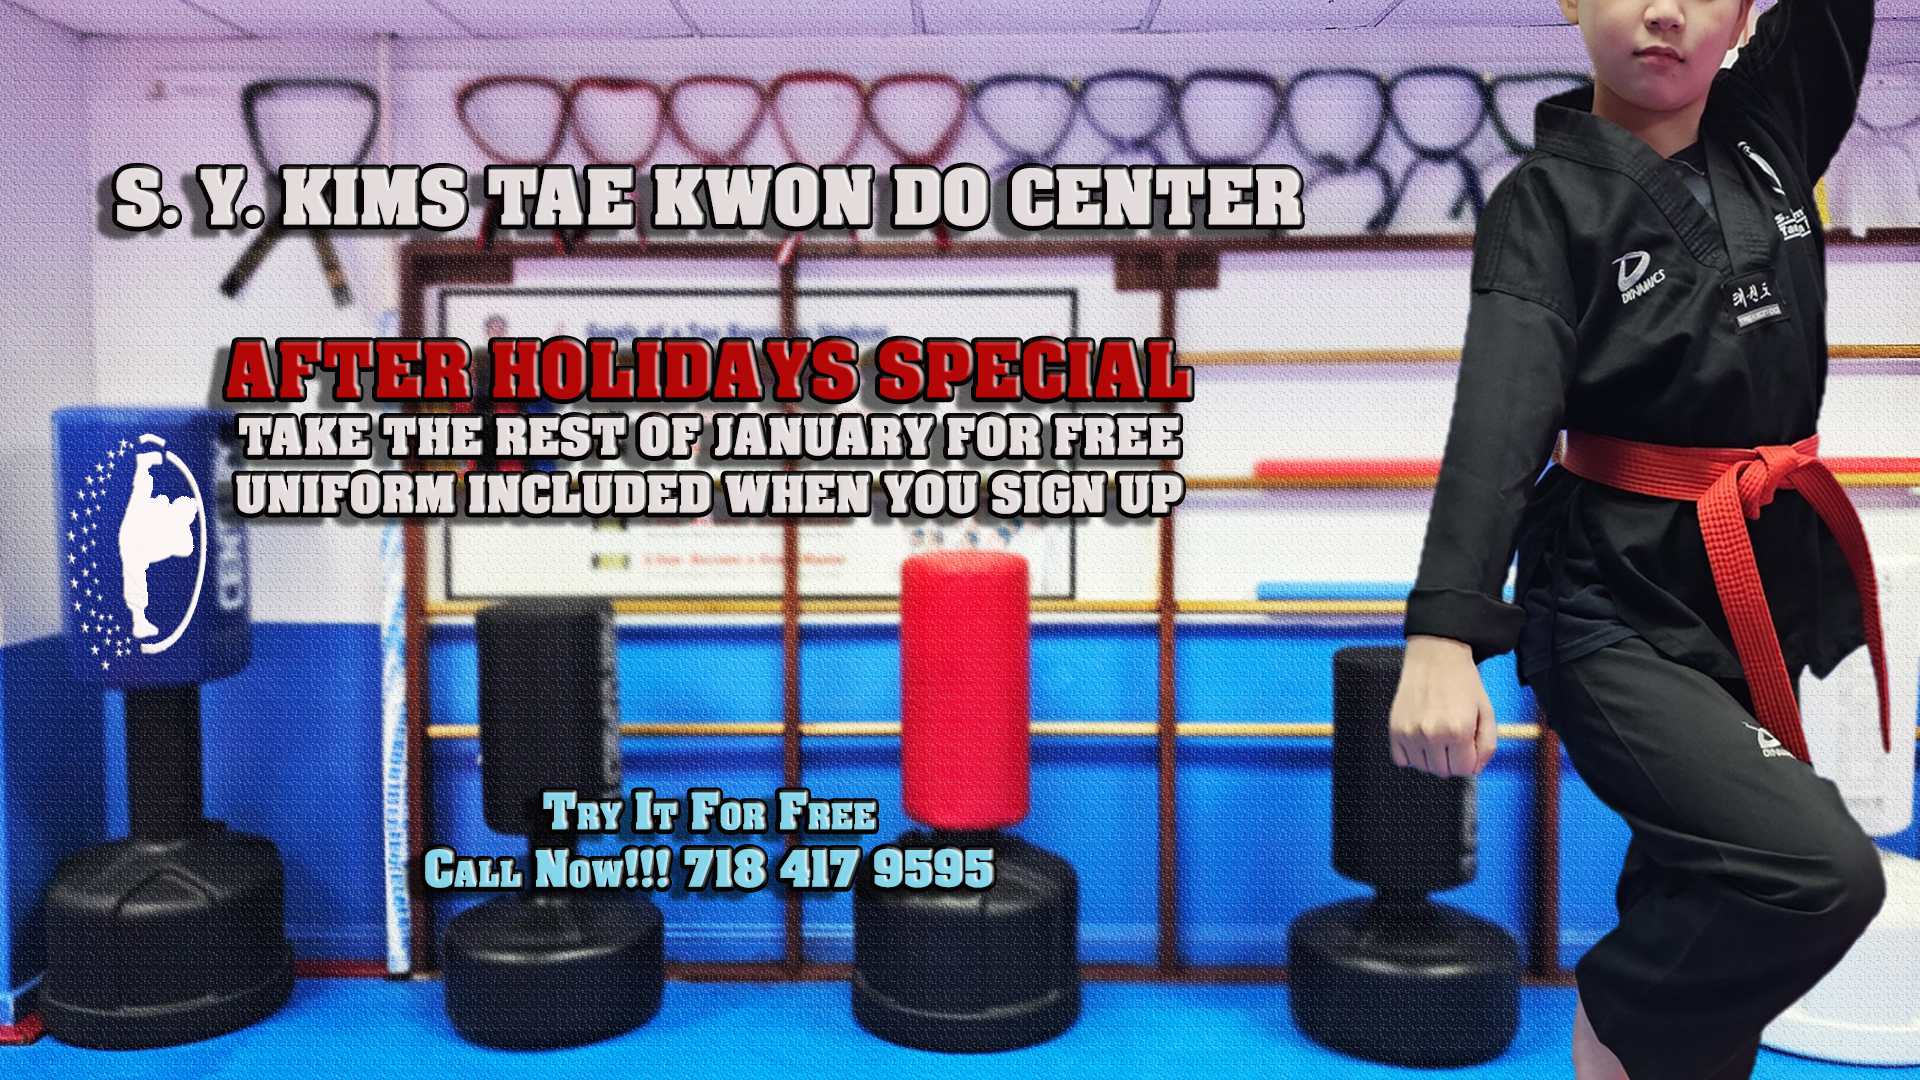 S. Y. KIMS TAE KWON DO CENTER
AFTER HOLIDAYS SPECIAL
TAKE THE REST OF JANUARY FOR FREE
UNIFORM INCLUDED WHEN YOU SIGN UP
Try It For Free
Call Now!!! 718 417 9595
DYNAMICS
태권도